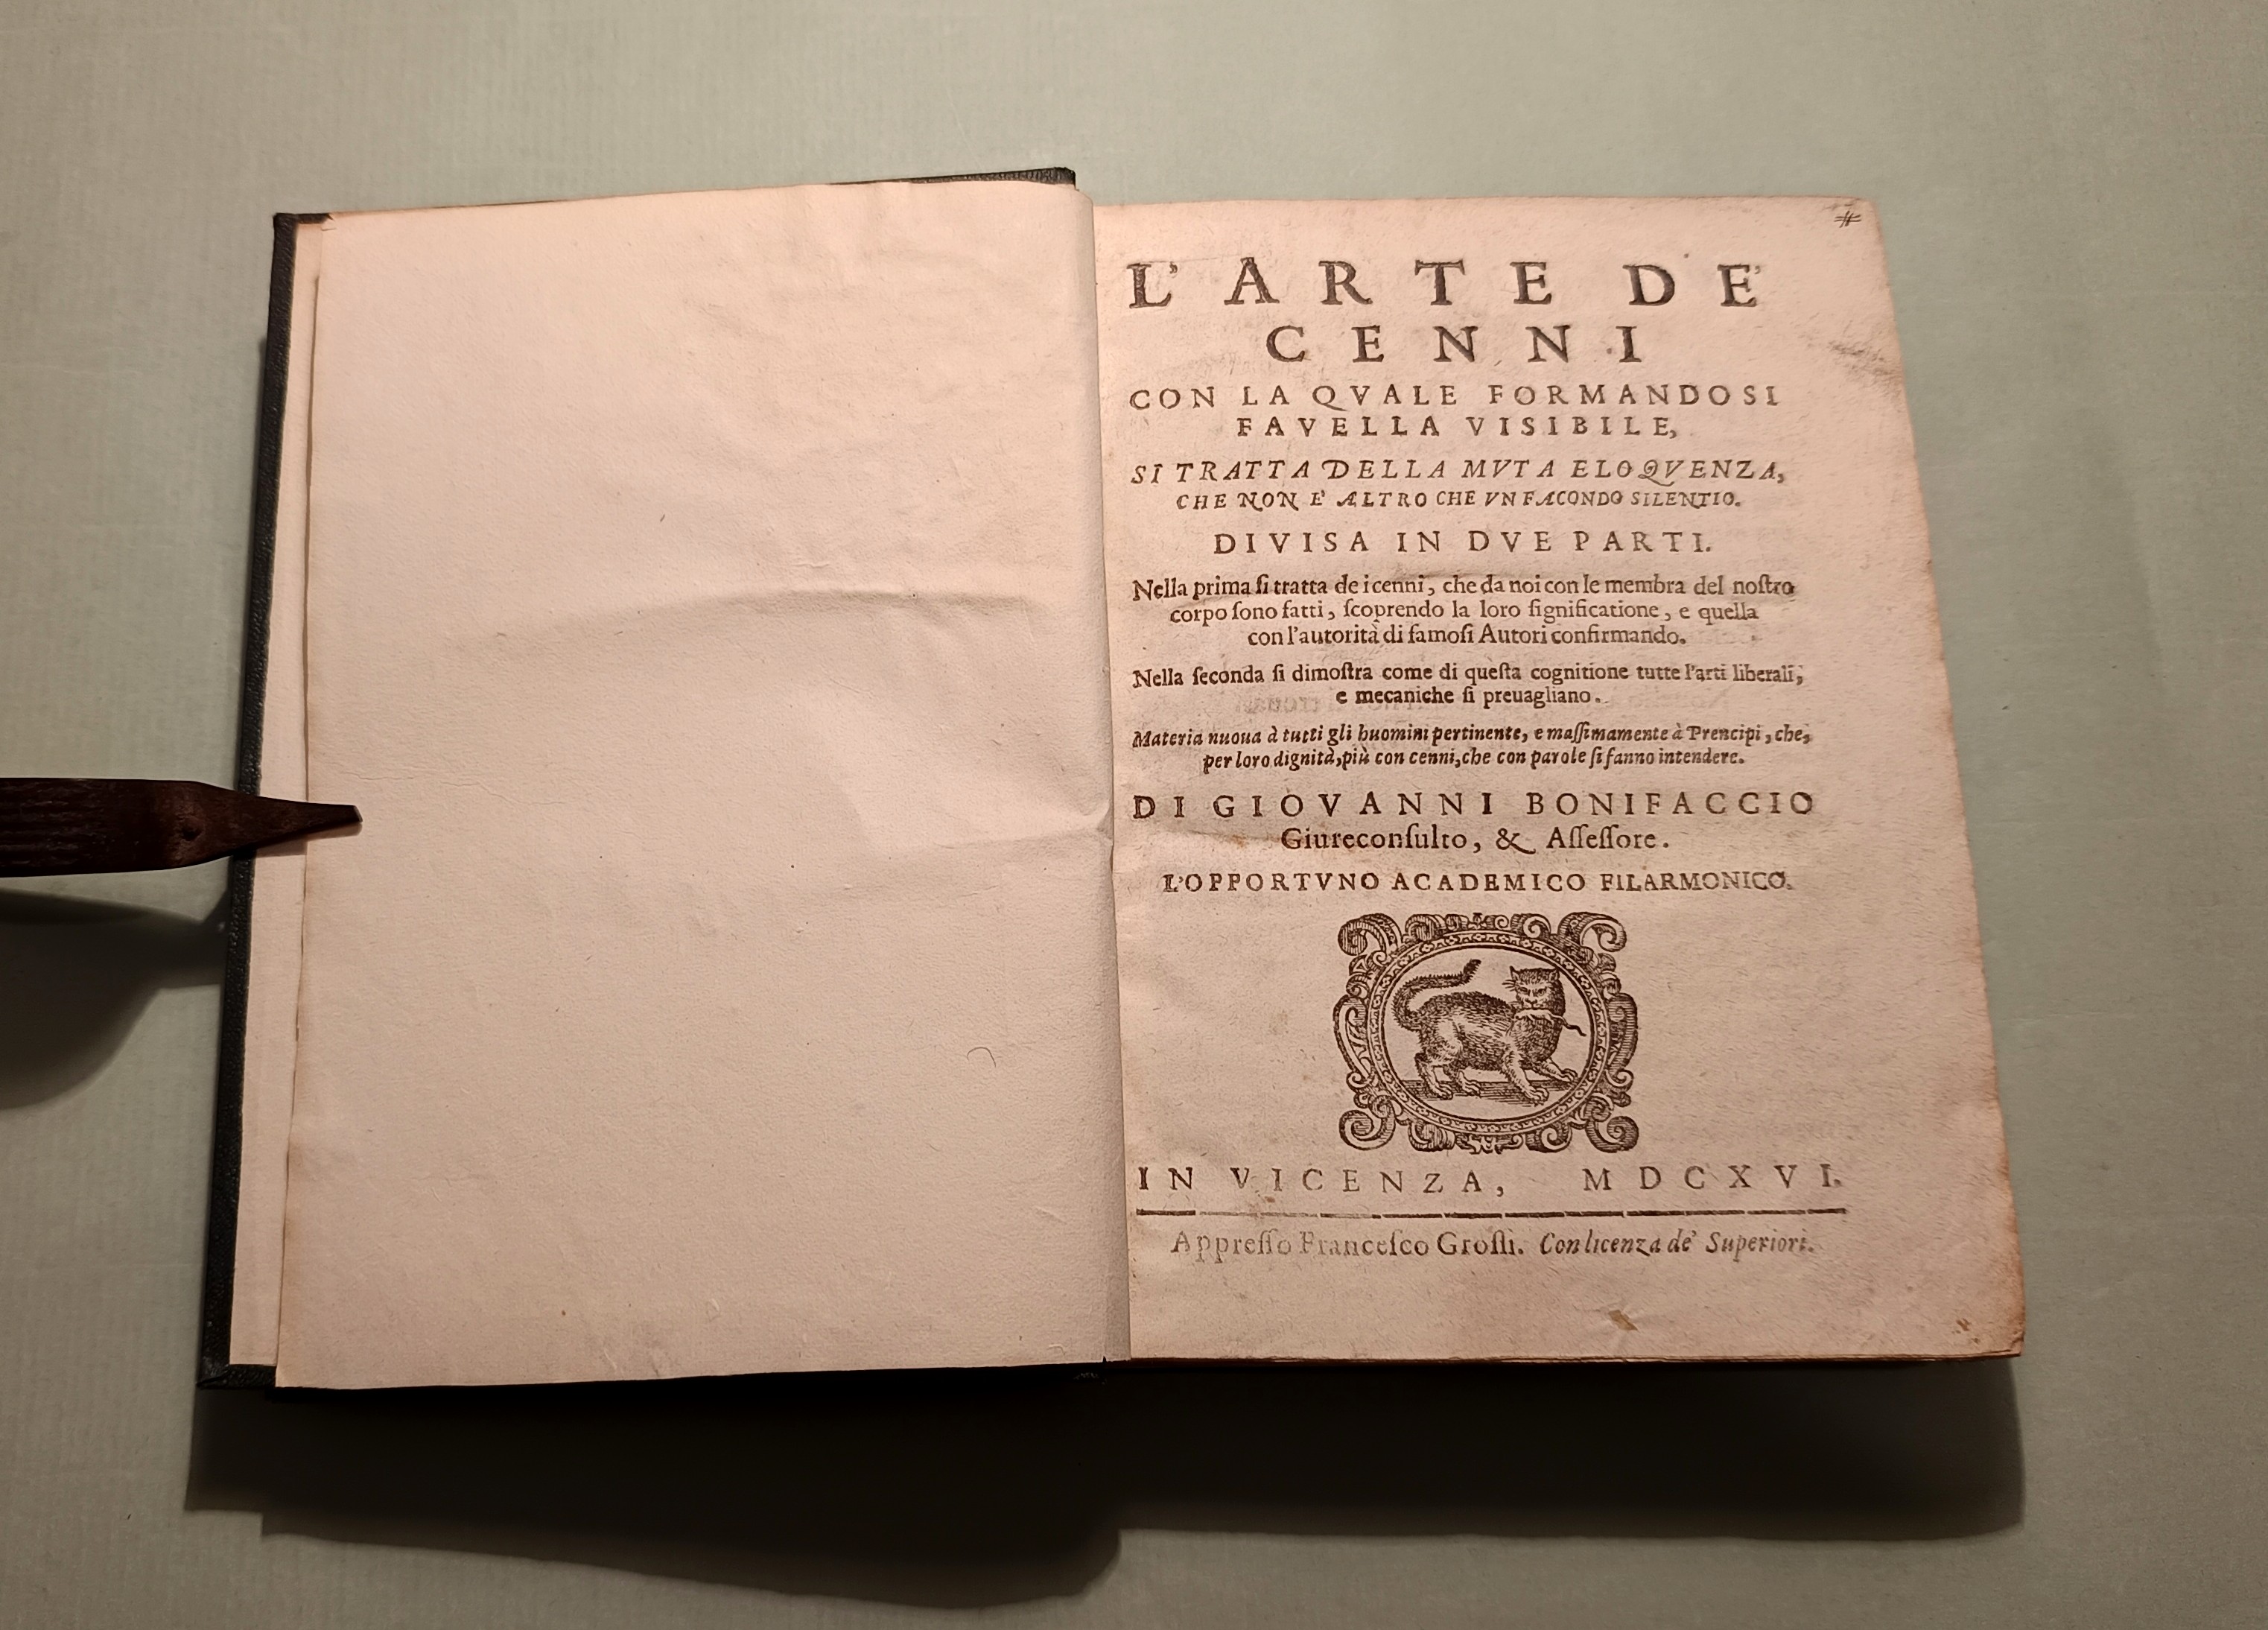 #
L'ARTE DE'
CENNI
CON LA QVALE FORMANDOSI
FAVELLA VISIBILE,
SI TRATTA DELLA MVTA ELOQVENZA,
CHE NON E' ALTRO CHE VN FACONDO SILENTIO.
DIVISA IN DVE PARTI.
Nella prima ſi tratta de i cenni, che da noi con le membra del noſtro
corpo ſono fatti, ſcoprendo la loro ſignificatione, e quella
con l'autorità di famoſi Autori confirmando.
Nella ſeconda ſi dimoſtra come di queſta cognitione tutte l'arti liberali,
e mecaniche ſi preuagliano.
Materia nuoua à tutti gli huomini pertinente, e maſſimamente à Prencipi, che,
per loro dignità, più con cenni, che con parole ſi fanno intendere.
DI GIOVANNI BONIFACCIO
Giureconſulto, & Aſſeſſore.
L'OPPORTVNO ACADEMICO FILARMONICO.
IN VICENZA, MDCXVI.
Appreſſo Franceſco Groſſi. Con licenza de' Superiori.